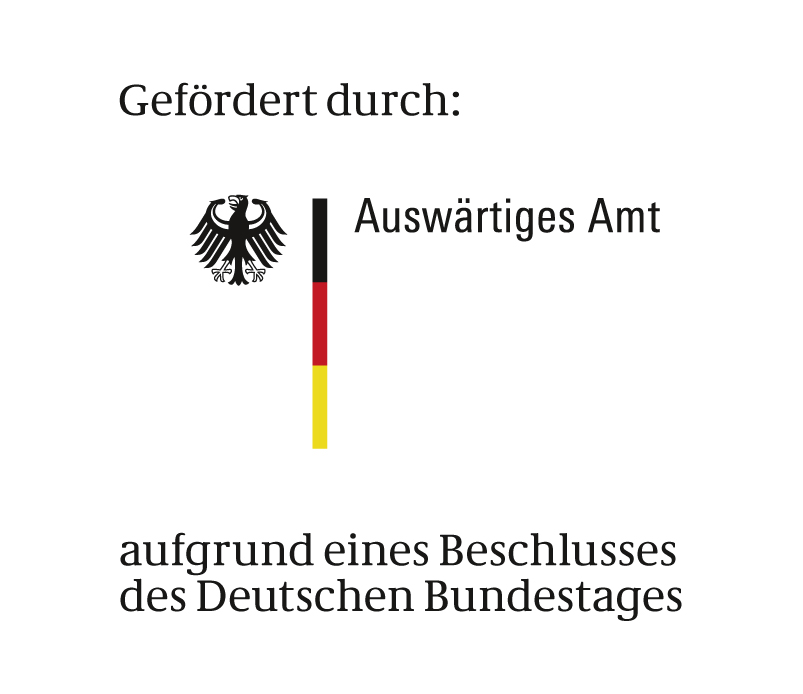 Gefördert durch:
Auswärtiges Amt
aufgrund eines Beschlusses
des Deutschen Bundestages